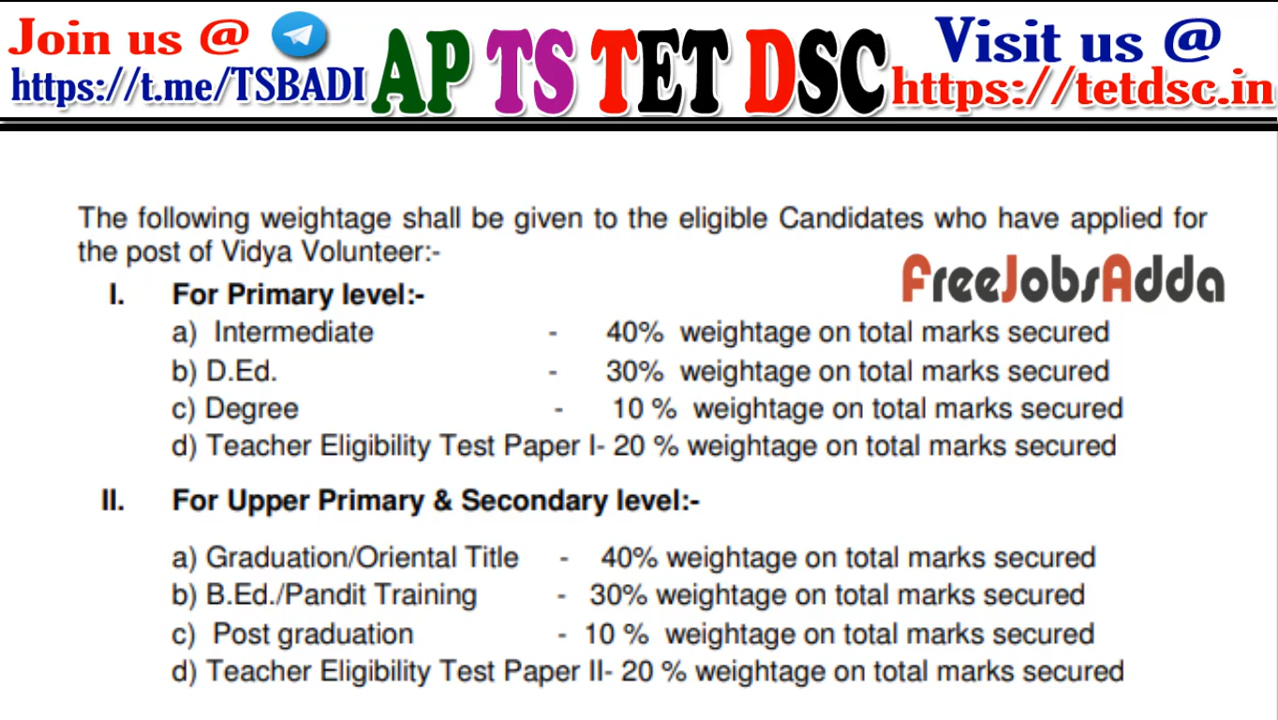 Join us @
https://t.me/TSBADI
AP TS TET DSC
Visit us @
https://tetdsc.in
The following weightage shall be given to the eligible Candidates who have applied for
the post of Vidya Volunteer:-
FreeJobsAdda
I. For Primary level:-
a) Intermediate - 40% weightage on total marks secured
b) D.Ed. - 30% weightage on total marks secured
c) Degree - 10 % weightage on total marks secured
d) Teacher Eligibility Test Paper I- 20 % weightage on total marks secured
II. For Upper Primary & Secondary level:-
a) Graduation/Oriental Title - 40% weightage on total marks secured
b) B.Ed./Pandit Training - 30% weightage on total marks secured
c) Post graduation - 10 % weightage on total marks secured
d) Teacher Eligibility Test Paper II- 20 % weightage on total marks secured